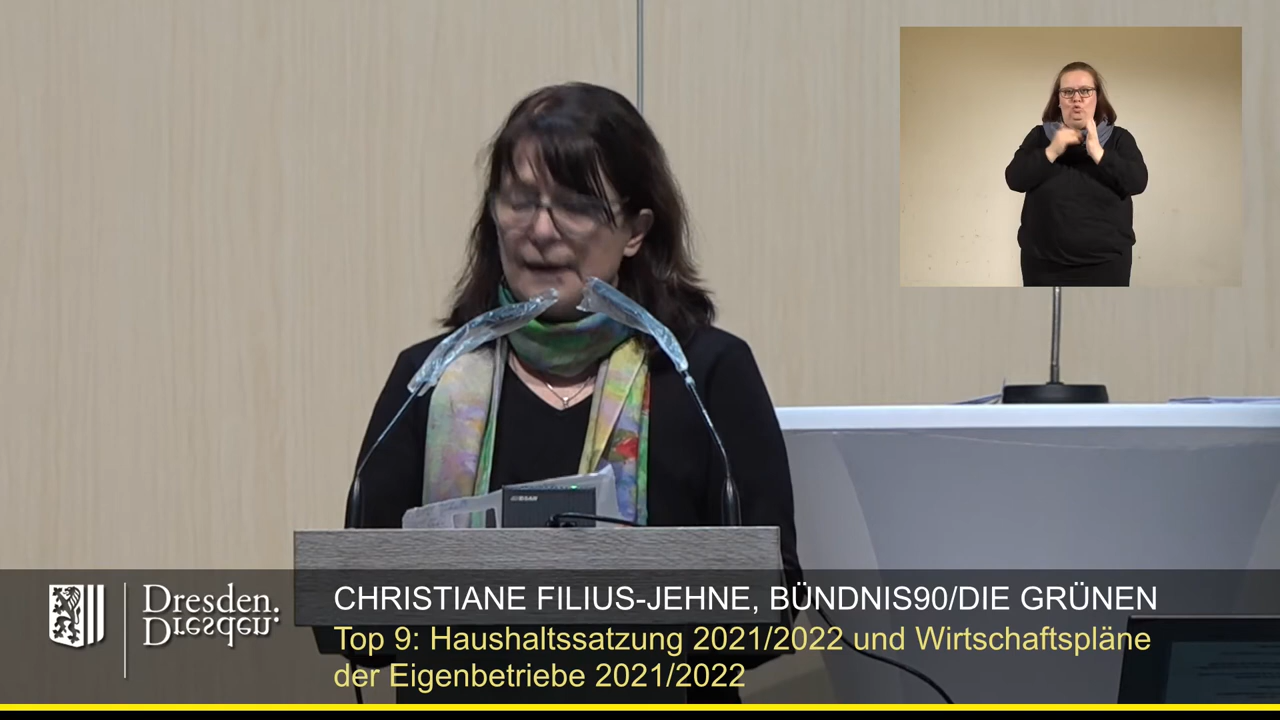 Dresden.
CHRISTIANE FILIUS-JEHNE, BÜNDNIS90/DIE GRÜNEN
Top 9: Haushaltssatzung 2021/2022 und Wirtschaftspläne
der Eigenbetriebe 2021/2022